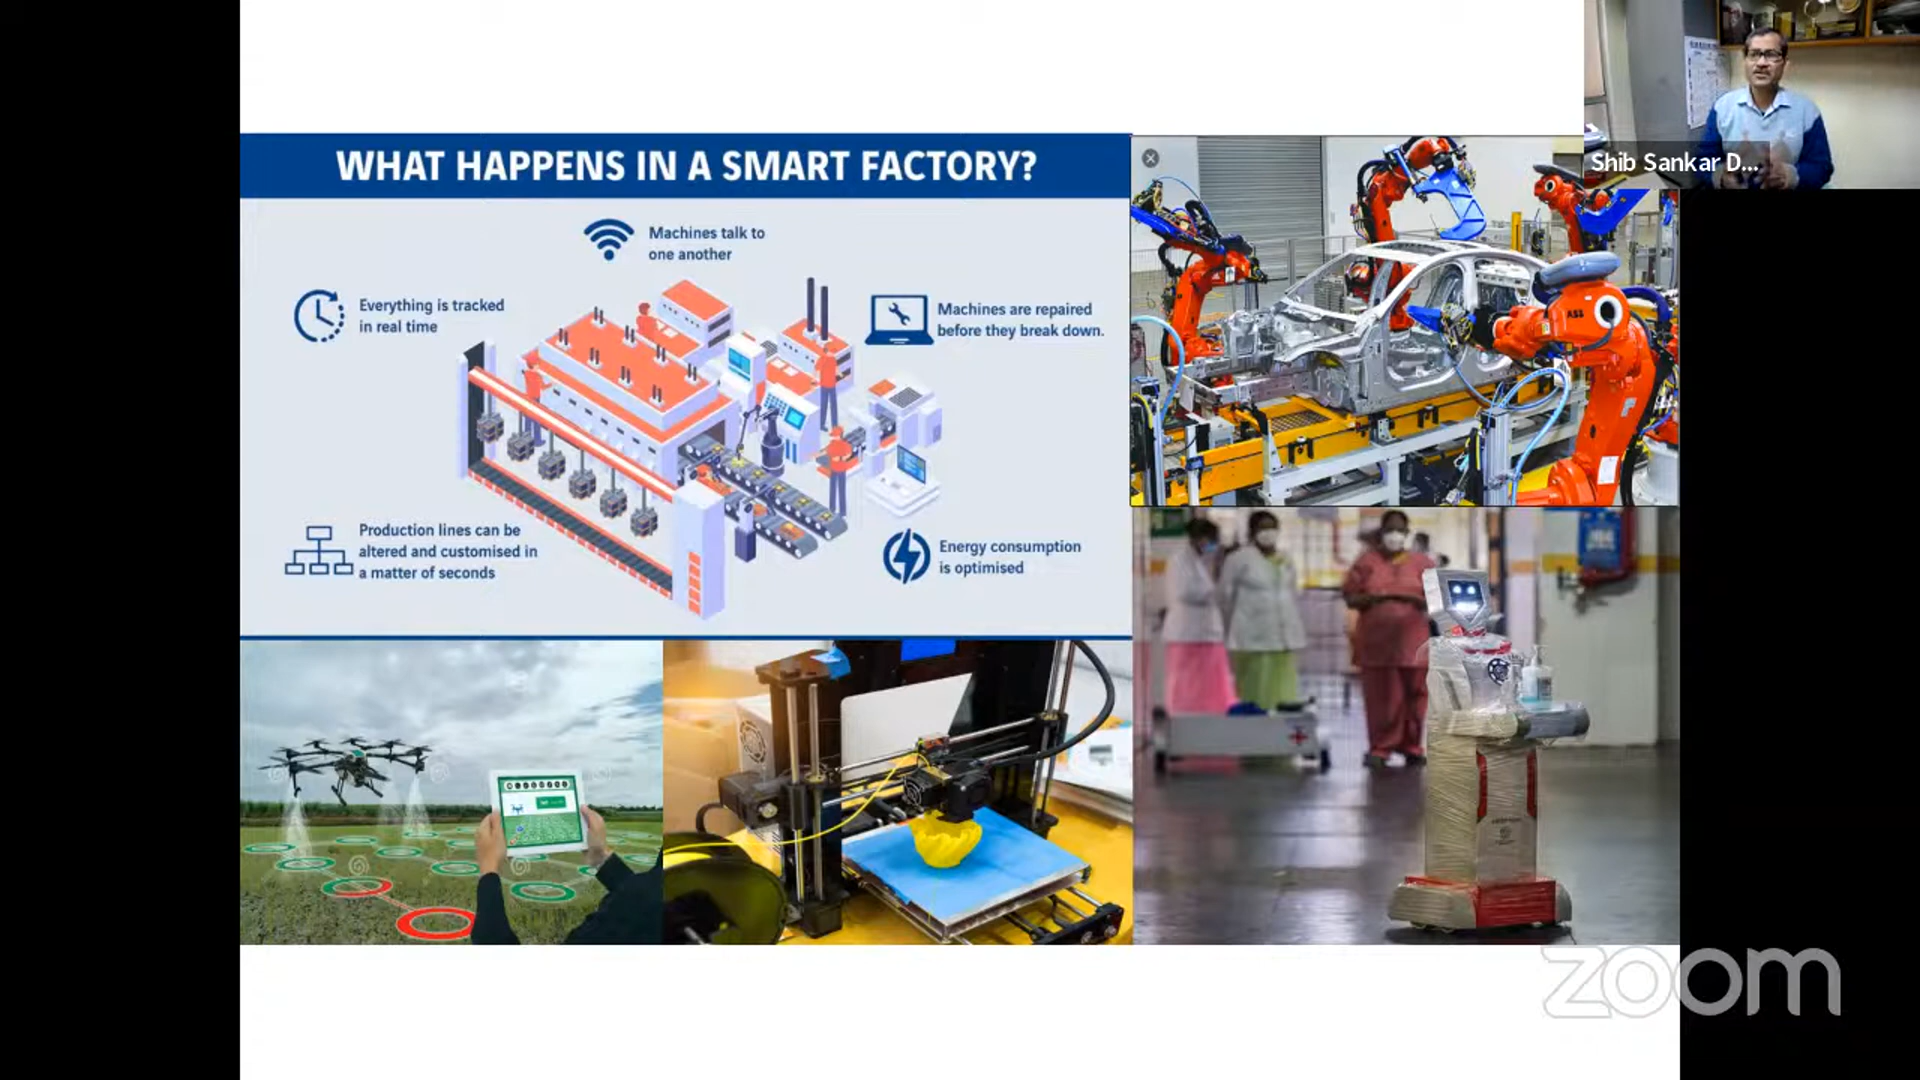 Shib Sankar D...
WHAT HAPPENS IN A SMART FACTORY?
Machines talk to
one another
Everything is tracked
in real time
Machines are repaired
before they break down.
Production lines can be
altered and customised in
a matter of seconds
Energy consumption
is optimised
ABB
zoom